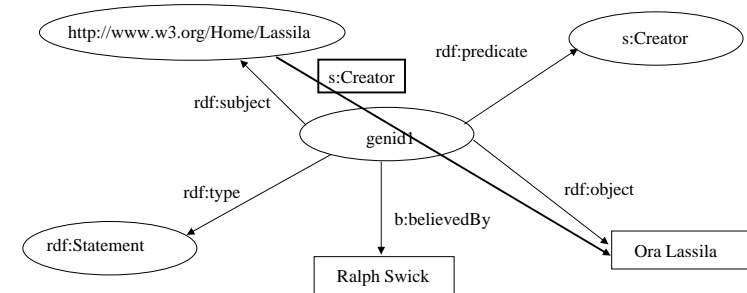 http://www.w3.org/Home/Lassila
s:Creator
rdf:predicate
s:Creator
rdf:subject
genid1
rdf:type
rdf:object
b:believedBy
rdf:Statement
Ora Lassila
Ralph Swick